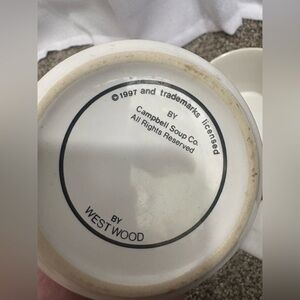 ©1997 and trademarks licensed
BY
Campbell Soup Co.
All Rights Reserved
BY
WESTWOOD